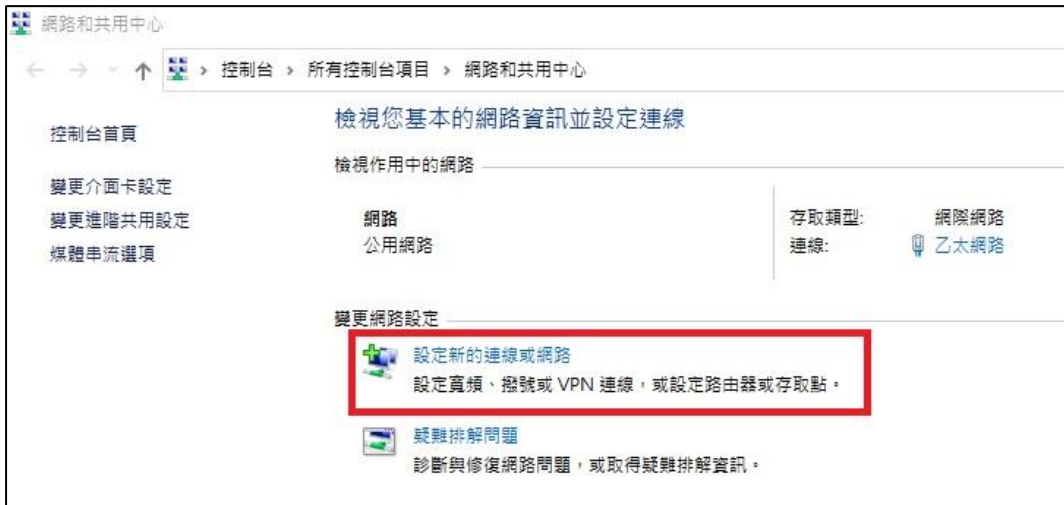 網路和共用中心
控制台 › 所有控制台項目 › 網路和共用中心
控制台首頁
變更介面卡設定
變更進階共用設定
媒體串流選項
檢視您基本的網路資訊並設定連線
檢視作用中的網路
網路
公用網路
存取類型: 網際網路
連線: 乙太網路
變更網路設定
設定新的連線或網路
設定寬頻、撥號或 VPN 連線，或設定路由器或存取點。
疑難排解問題
診斷與修復網路問題，或取得疑難排解資訊。